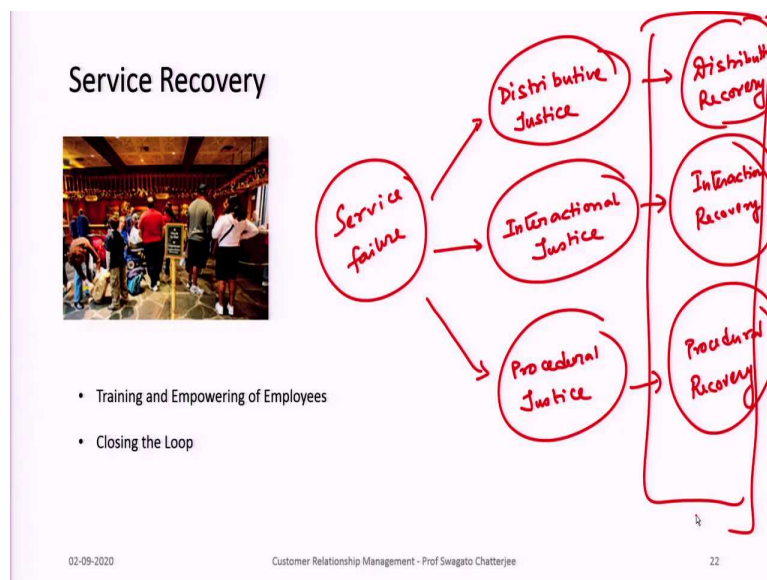 Service Recovery
Service
failure
Distributive
Justice
Interactional
Justice
Procedural
Justice
Recovery
Recovery
Procedural
Recovery
• Training and Empowering of Employees
• Closing the Loop
02-09-2020
Customer Relationship Management - Prof Swagato Chatterjee
22